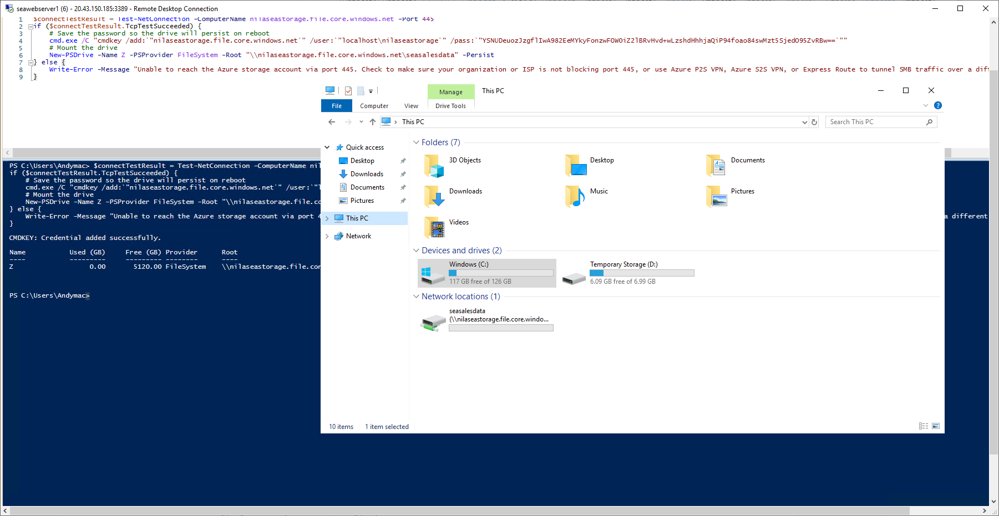 seawebserver1 (6) - 20.43.150.185:3389 - Remote Desktop Connection
1 $connectTestResult = Test-NetConnection -ComputerName nilaseastorage.file.core.windows.net -Port 445
2 if ($connectTestResult.TcpTestSucceeded) {
3 # Save the password so the drive will persist on reboot
4 cmd.exe /C "cmdkey /add:`"nilaseastorage.file.core.windows.net`" /user:`"localhost\nilaseastorage`" /pass:`"YSNUDeuozJzgflIwA982EeMYkyFonzwFOWOiZ2lBRvHvd+wLzshdHhhjaQiP94foao84swMzt5SjedO95ZvRBw==`""
5 # Mount the drive
6 New-PSDrive -Name Z -PSProvider FileSystem -Root "\\nilaseastorage.file.core.windows.net\seasalesdata" -Persist
7 } else {
8 Write-Error -Message "Unable to reach the Azure storage account via port 445. Check to make sure your organization or ISP is not blocking port 445, or use Azure P2S VPN, Azure S2S VPN, or Express Route to tunnel SMB traffic over a diff
9 }
Manage
This PC
File
Computer
View
Drive Tools
This PC
Search This PC
Quick access
Desktop
Downloads
Documents
Pictures
This PC
Network
Folders (7)
3D Objects
Desktop
Documents
Downloads
Music
Pictures
Videos
Devices and drives (2)
Windows (C:)
117 GB free of 126 GB
Temporary Storage (D:)
6.09 GB free of 6.99 GB
Network locations (1)
seasalesdata
(\\nilaseastorage.file.core.windo...
10 items
1 item selected
PS C:\Users\Andymac> $connectTestResult = Test-NetConnection -ComputerName nil
if ($connectTestResult.TcpTestSucceeded) {
# Save the password so the drive will persist on reboot
cmd.exe /C "cmdkey /add:`"nilaseastorage.file.core.windows.net`" /user:`"l
# Mount the drive
New-PSDrive -Name Z -PSProvider FileSystem -Root "\\nilaseastorage.file.co
} else {
Write-Error -Message "Unable to reach the Azure storage account via port 4
a different
}
CMDKEY: Credential added successfully.
Name Used (GB) Free (GB) Provider Root
---- --------- --------- -------- ----
Z 0.00 5120.00 FileSystem \\nilaseastorage.file.cor
PS C:\Users\Andymac>